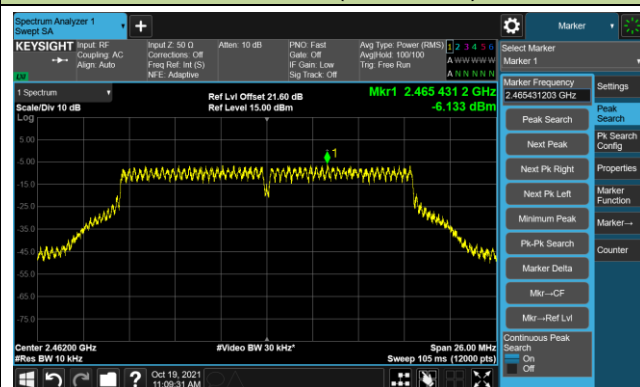 Spectrum Analyzer 1
Swept SA
Marker
KEYSIGHT
Input: RF
Coupling: AC
Align: Auto
Input Z: 50 Ω
Corrections: Off
Freq Ref: Int (S)
NFE: Adaptive
Atten: 10 dB
PNO: Fast
Gate: Off
IF Gain: Low
Sig Track: Off
Avg Type: Power (RMS)
Avg|Hold: 100/100
Trig: Free Run
1 2 3 4 5 6
A W W W W W
A N N N N N
LXI
Select Marker
Marker 1
1 Spectrum
Scale/Div 10 dB
Log
Ref Lvl Offset 21.60 dB
Ref Level 15.00 dBm
Mkr1 2.465 431 2 GHz
-6.133 dBm
1
5.00
-5.00
-15.0
-25.0
-35.0
-45.0
-55.0
-65.0
-75.0
Center 2.46200 GHz
#Res BW 10 kHz
#Video BW 30 kHz*
Span 26.00 MHz
Sweep 105 ms (12000 pts)
Marker Frequency
2.465431203 GHz
Peak Search
Next Peak
Next Pk Right
Next Pk Left
Minimum Peak
Pk-Pk Search
Marker Delta
Mkr→CF
Mkr→Ref Lvl
Continuous Peak
Search
On
Off
Settings
Peak
Search
Pk Search
Config
Properties
Marker
Function
Marker→
Counter
Oct 19, 2021
11:09:31 AM